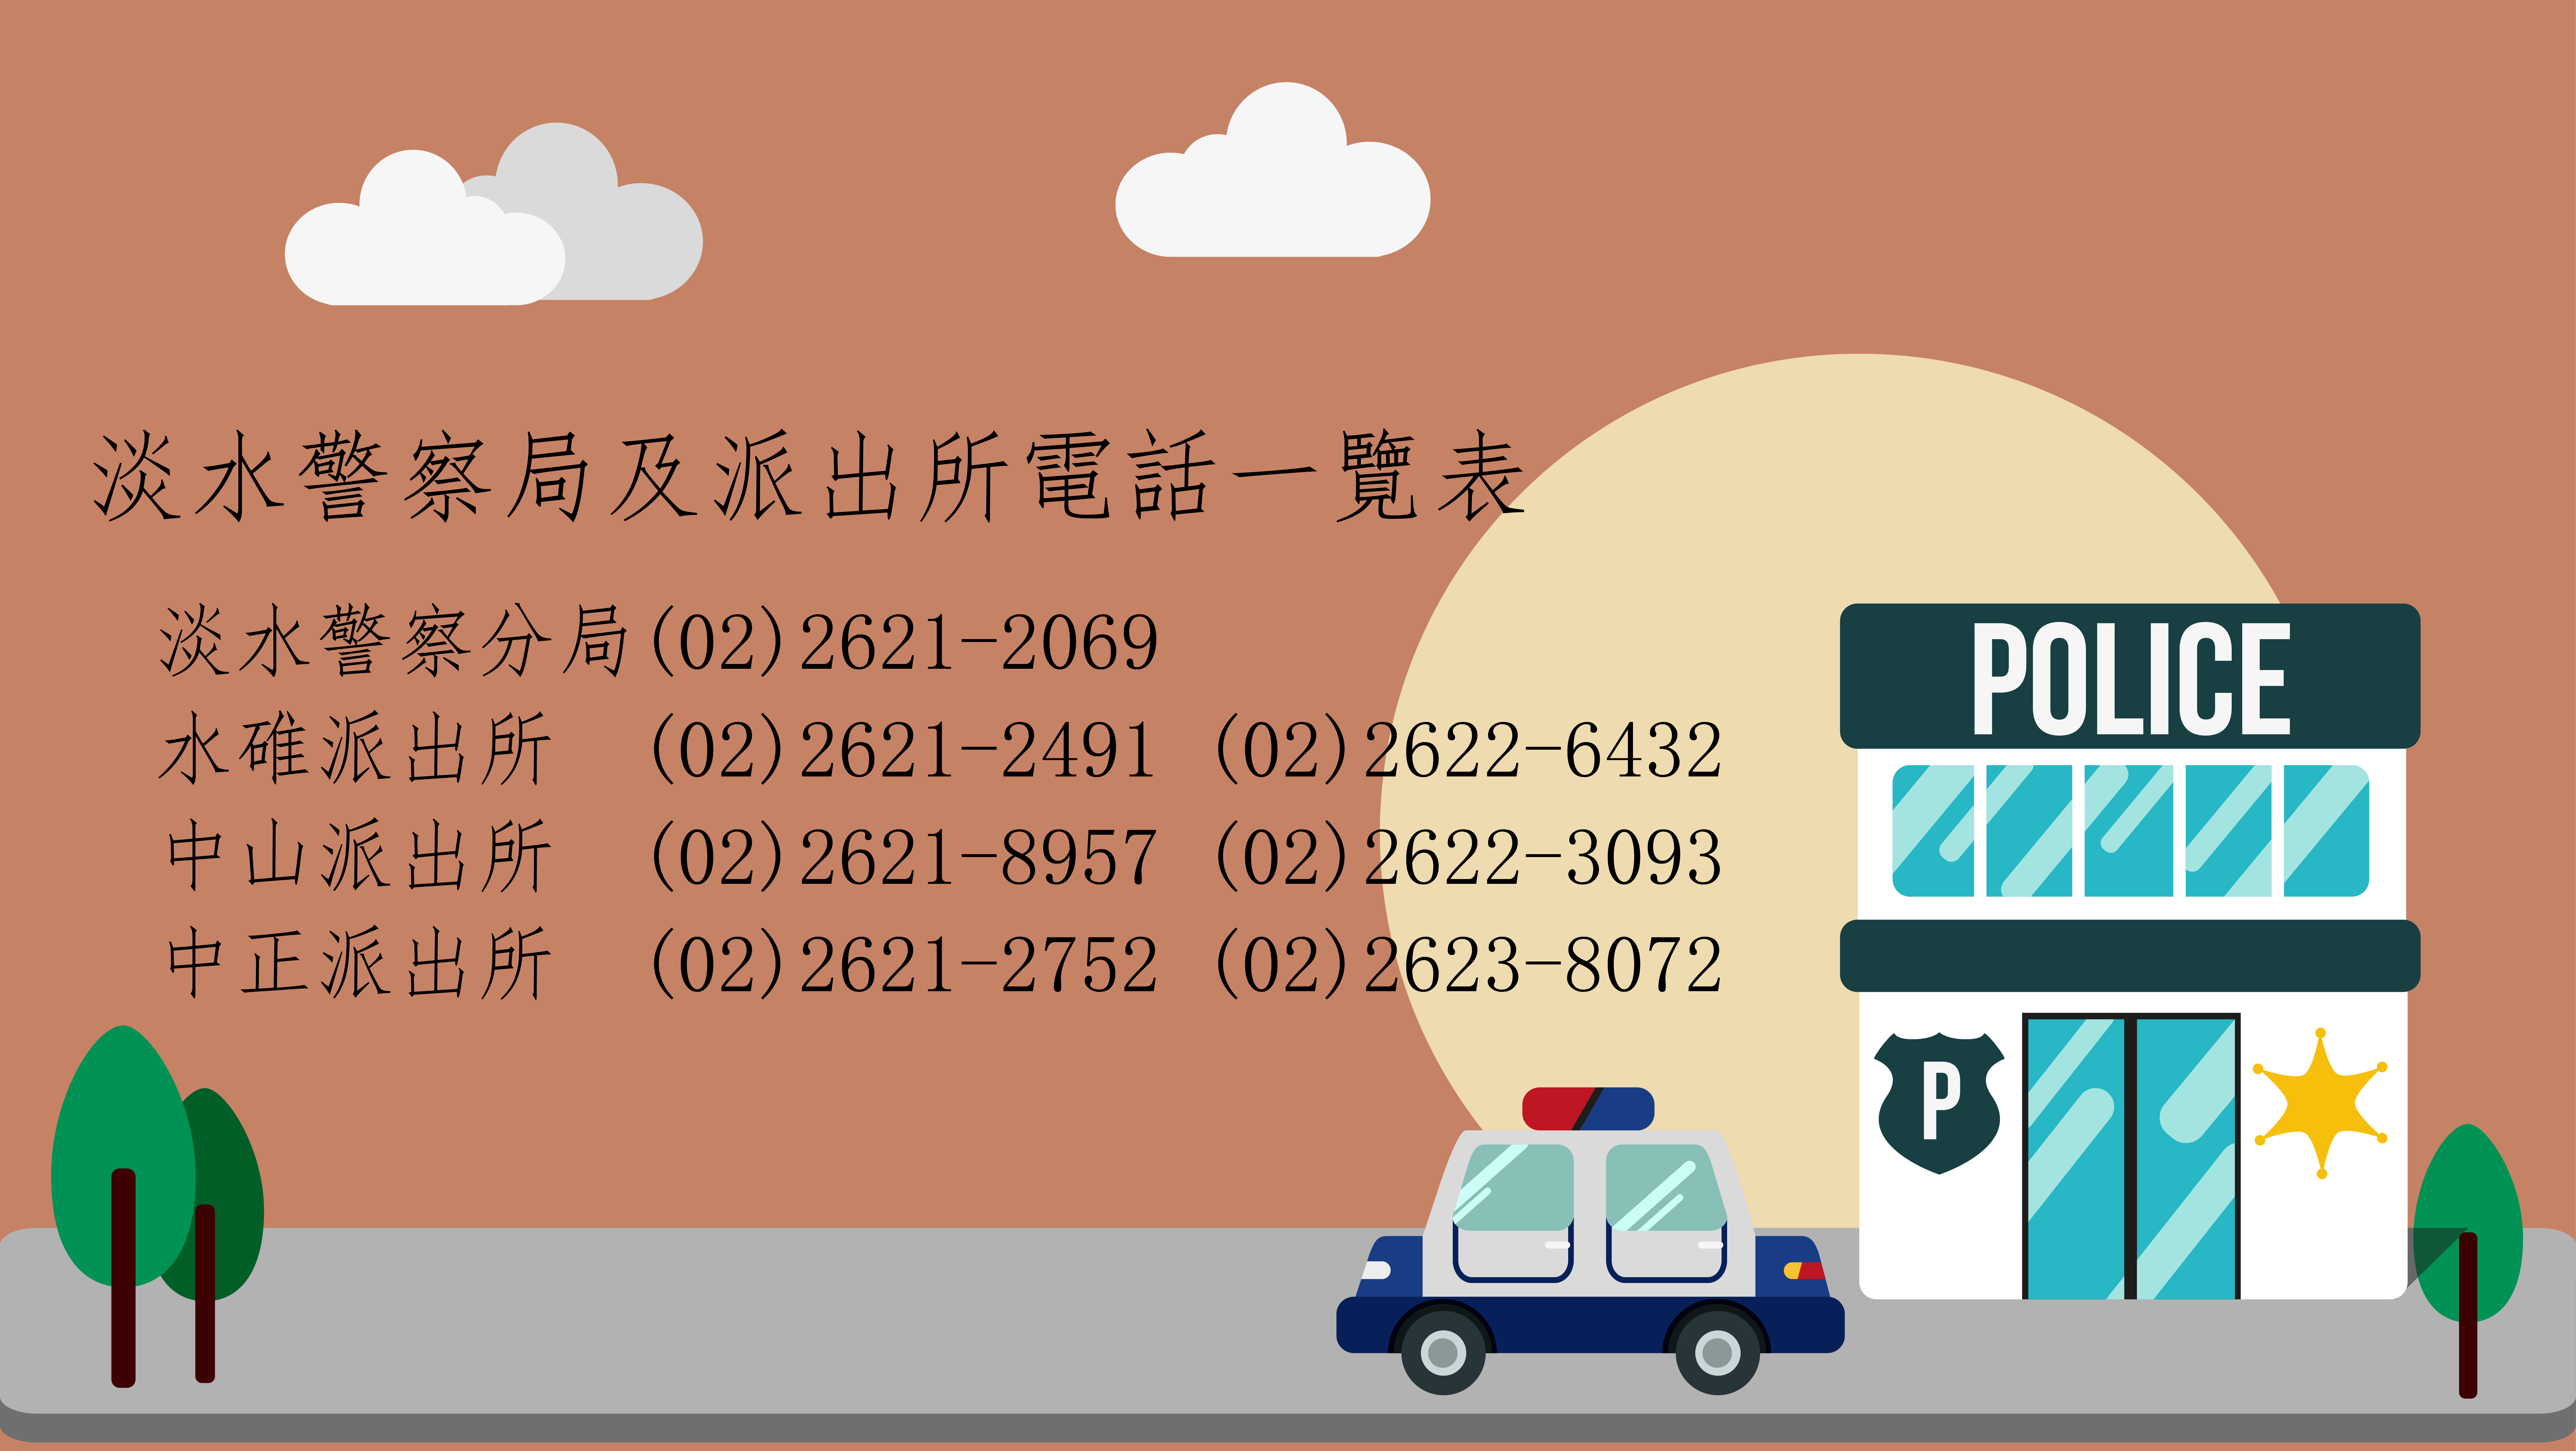 淡水警察局及派出所電話一覽表
淡水警察分局(02)2621-2069
水碓派出所 (02)2621-2491 (02)2622-6432
中山派出所 (02)2621-8957 (02)2622-3093
中正派出所 (02)2621-2752 (02)2623-8072
POLICE
P